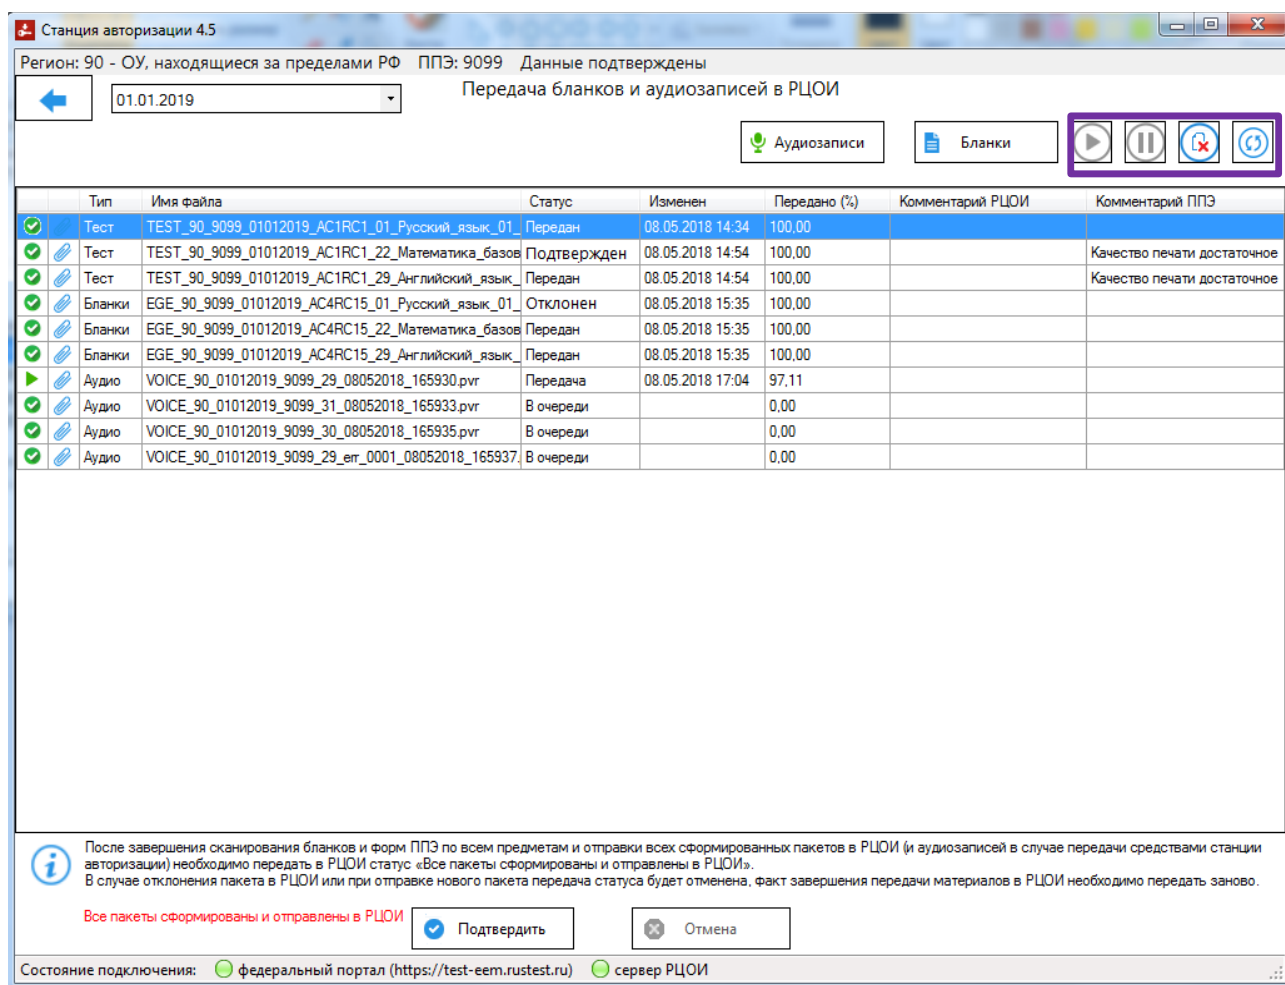 Станция авторизации 4.5
Регион: 90 - ОУ, находящиеся за пределами РФ ППЭ: 9099 Данные подтверждены
01.01.2019
Передача бланков и аудиозаписей в РЦОИ
Аудиозаписи Бланки
Тип Имя файла Статус Изменен Передано (%) Комментарий РЦОИ Комментарий ППЭ
Тест TEST_90_9099_01012019_AC1RC1_01_Русский_язык_01_ Передан 08.05.2018 14:34 100,00
Тест TEST_90_9099_01012019_AC1RC1_22_Математика_базов Подтвержден 08.05.2018 14:54 100,00 Качество печати достаточное
Тест TEST_90_9099_01012019_AC1RC1_29_Английский_язык_ Передан 08.05.2018 14:54 100,00 Качество печати достаточное
Бланки EGE_90_9099_01012019_AC4RC15_01_Русский_язык_01_ Отклонен 08.05.2018 15:35 100,00
Бланки EGE_90_9099_01012019_AC4RC15_22_Математика_базов Передан 08.05.2018 15:35 100,00
Бланки EGE_90_9099_01012019_AC4RC15_29_Английский_язык_ Передан 08.05.2018 15:35 100,00
Аудио VOICE_90_01012019_9099_29_08052018_165930.pvr Передача 08.05.2018 17:04 97,11
Аудио VOICE_90_01012019_9099_31_08052018_165933.pvr В очереди 0,00
Аудио VOICE_90_01012019_9099_30_08052018_165935.pvr В очереди 0,00
Аудио VOICE_90_01012019_9099_29_err_0001_08052018_165937. В очереди 0,00
После завершения сканирования бланков и форм ППЭ по всем предметам и отправки всех сформированных пакетов в РЦОИ (и аудиозаписей в случае передачи средствами станции
авторизации) необходимо передать в РЦОИ статус «Все пакеты сформированы и отправлены в РЦОИ».
В случае отклонения пакета в РЦОИ или при отправке нового пакета передача статуса будет отменена, факт завершения передачи материалов в РЦОИ необходимо передать заново.
Все пакеты сформированы и отправлены в РЦОИ
Подтвердить Отмена
Состояние подключения: федеральный портал (https://test-eem.rustest.ru) сервер РЦОИ